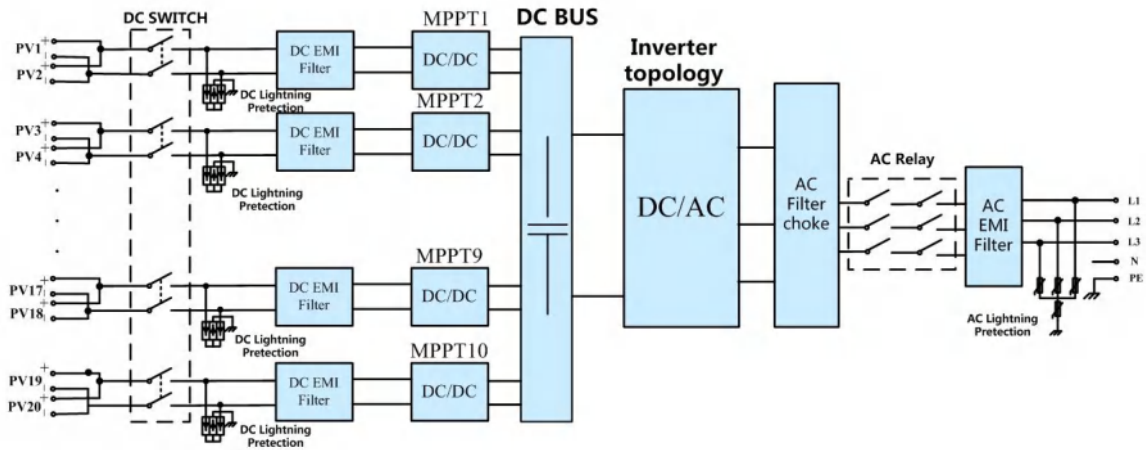 DC SWITCH
MPPT1
DC BUS
PV1
+
-
+
PV2
-
DC EMI
Filter
DC/DC
DC Lightning
Pretection
Inverter
topology
MPPT2
PV3
+
-
+
PV4
-
DC EMI
Filter
DC/DC
DC Lightning
Pretection
DC/AC
AC
Filter
choke
AC Relay
AC
EMI
Filter
L1
L2
L3
N
PE
AC Lightning
Pretection
MPPT9
PV17
+
-
+
PV18
-
DC EMI
Filter
DC/DC
DC Lightning
Pretection
MPPT10
PV19
+
-
+
PV20
-
DC EMI
Filter
DC/DC
DC Lightning
Pretection